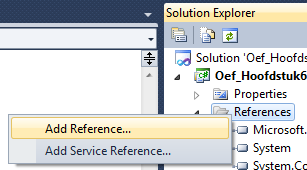 Solution Explorer
Solution 'Oef_Hoofds
Oef_Hoofdstuk6
Properties
References
Add Reference...
Microsoft.
Add Service Reference...
System
System.Co